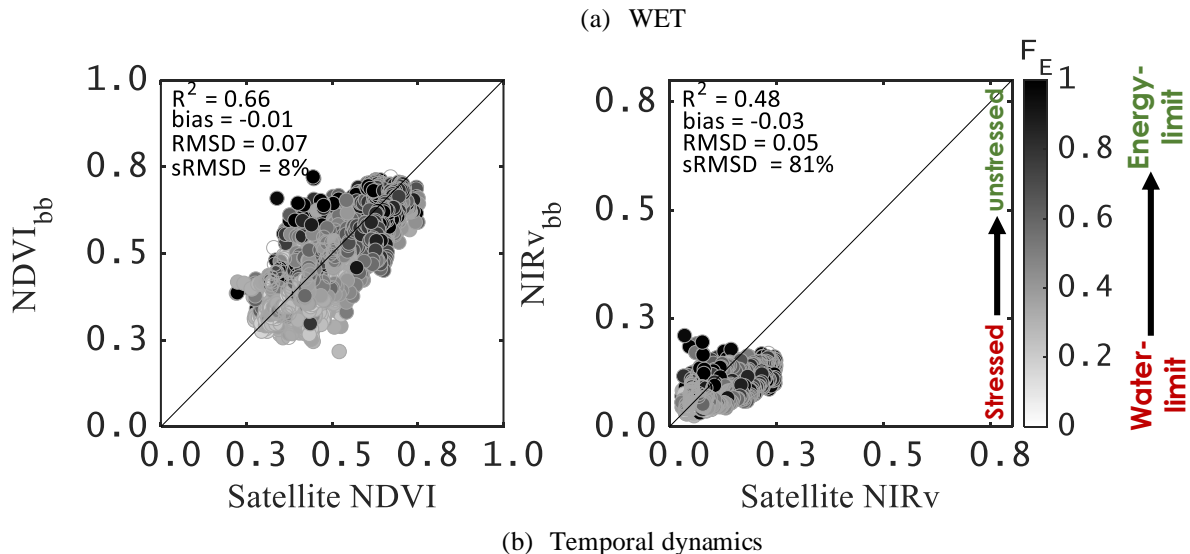 (a) WET
1.0
0.8
0.5
0.3
0.0
NDVIbb
R2 = 0.66
bias = -0.01
RMSD = 0.07
sRMSD = 8%
0.0 0.3 0.5 0.8 1.0
Satellite NDVI
0.8
0.5
0.3
0.0
NIRvbb
R2 = 0.48
bias = -0.03
RMSD = 0.05
sRMSD = 81%
0.0 0.3 0.5 0.8
Satellite NIRv
Stressed
unstressed
FE
1
0.8
0.6
0.4
0.2
0
Water-
limit
Energy-
limit
(b) Temporal dynamics